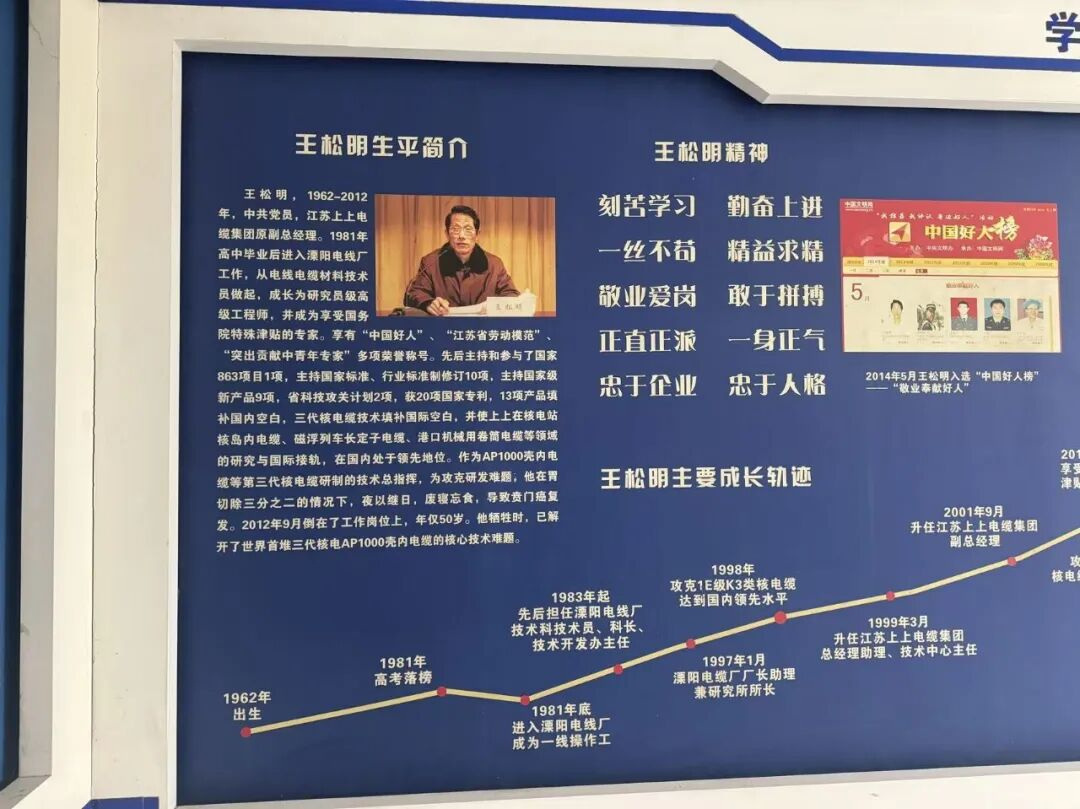 学
王松明生平简介
王松明，1962-2012
年，中共党员，江苏上上电
缆集团原副总经理。1981年
高中毕业后进入溧阳电线厂
工作，从电线电缆材料技术
员做起，成长为研究员级高
级工程师，并成为享受国务
院特殊津贴的专家。享有“中国好人”、“江苏省劳动模范”、
“突出贡献中青年专家”多项荣誉称号。先后主持和参与了国家
863项目1项，主持国家标准、行业标准制修订10项，主持国家级
新产品9项，省科技攻关计划2项，获20项国家专利，13项产品填
补国内空白，三代核电缆技术填补国际空白，并使上上在核电站
核岛内电缆、磁浮列车长定子电缆、港口机械用卷筒电缆等领域
的研究与国际接轨，在国内处于领先地位。作为AP1000壳内电
缆等第三代核电缆研制的技术总指挥，为攻克研发难题，他在胃
切除三分之二的情况下，夜以继日，废寝忘食，导致贲门癌复
发。2012年9月倒在了工作岗位上，年仅50岁。他牺牲时，已解
开了世界首堆三代核电AP1000壳内电缆的核心技术难题。
王松明
王松明精神
刻苦学习 勤奋上进
一丝不苟 精益求精
敬业爱岗 敢于拼搏
正直正派 一身正气
忠于企业 忠于人格
中国文明网
中国好人榜
5月
敬业奉献好人
2014年5月王松明入选“中国好人榜”
——“敬业奉献好人”
王松明主要成长轨迹
1962年
出生
1981年
高考落榜
1981年底
进入溧阳电线厂
成为一线操作工
1983年起
先后担任溧阳电线厂
技术科技术员、科长、
技术开发办主任
1997年1月
溧阳电缆厂厂长助理
兼研究所所长
1998年
攻克1E级K3类核电缆
达到国内领先水平
1999年3月
升任江苏上上电缆集团
总经理助理、技术中心主任
2001年9月
升任江苏上上电缆集团
副总经理
201
享受
津贴
攻
核电缆